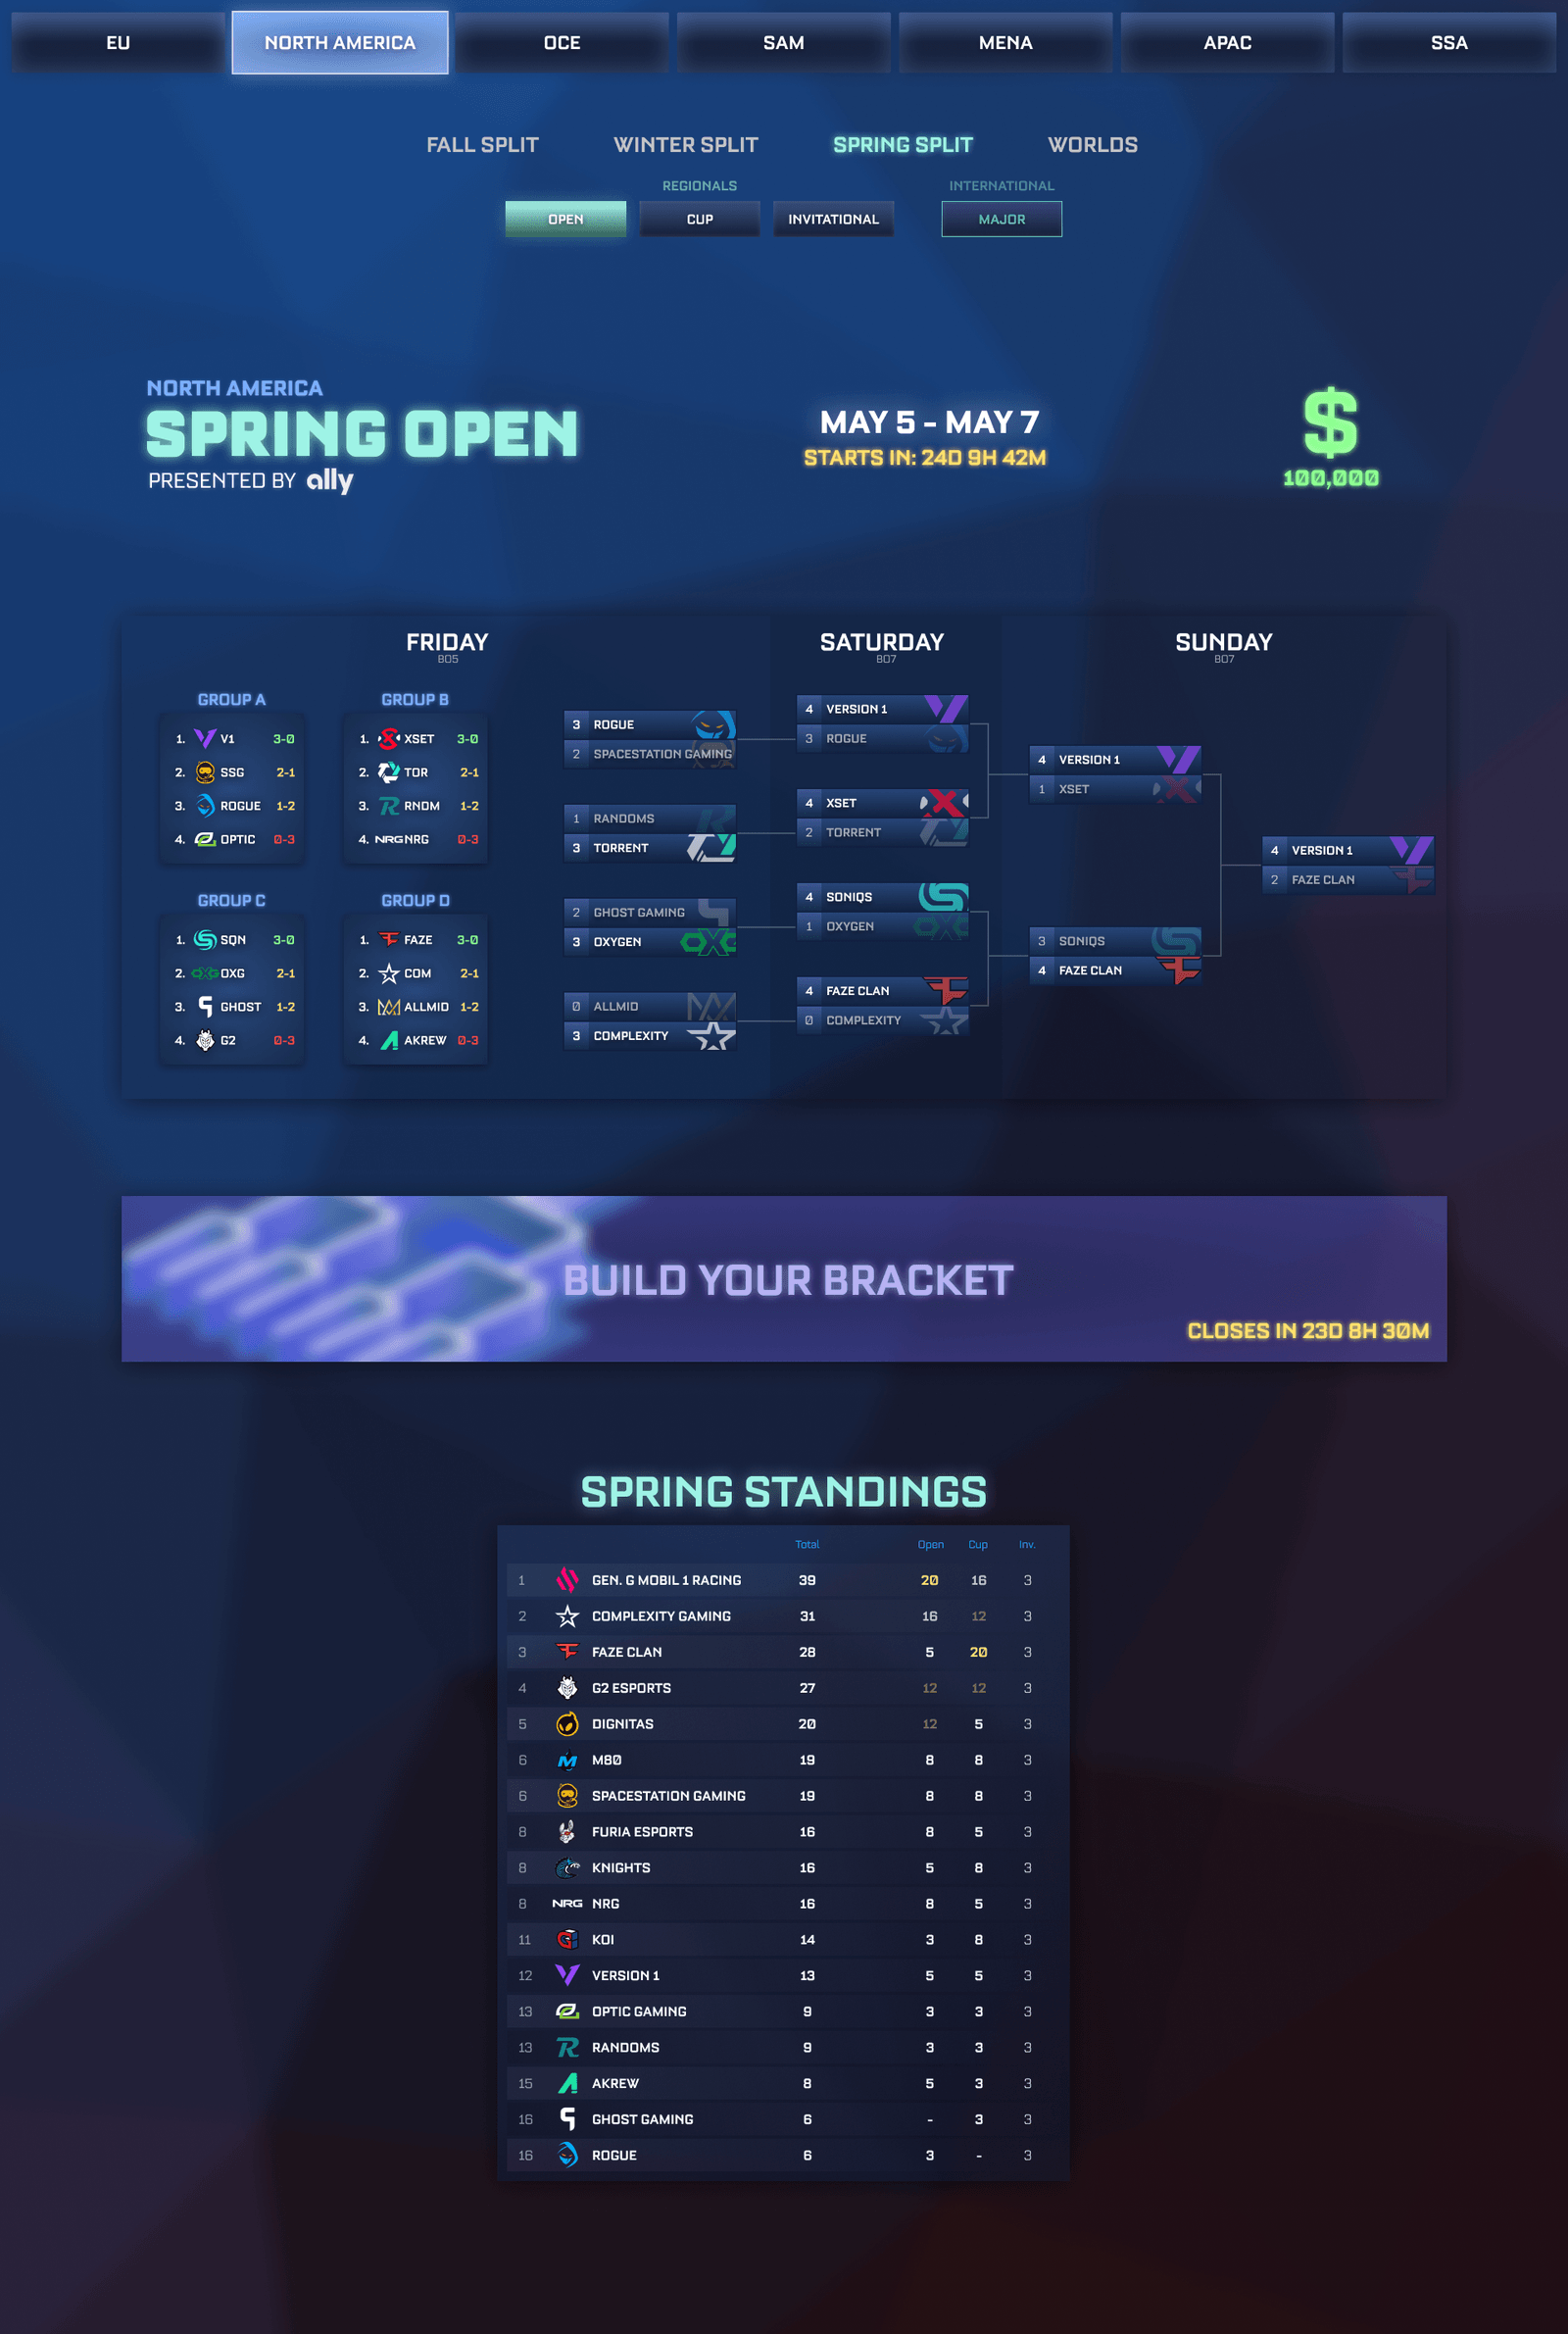 EU NORTH AMERICA OCE SAM MENA APAC SSA
FALL SPLIT WINTER SPLIT SPRING SPLIT WORLDS
REGIONALS INTERNATIONAL
OPEN CUP INVITATIONAL MAJOR
NORTH AMERICA
SPRING OPEN
PRESENTED BY ally
MAY 5 - MAY 7
STARTS IN: 24D 9H 42M
$
100,000
FRIDAY
BO5
GROUP A
1. V1 3-0
2. SSG 2-1
3. ROGUE 1-2
4. OPTIC 0-3
GROUP B
1. XSET 3-0
2. TOR 2-1
3. RNDM 1-2
4. NRG NRG 0-3
GROUP C
1. SQN 3-0
2. OXG OXG 2-1
3. GHOST 1-2
4. G2 0-3
GROUP D
1. FAZE 3-0
2. COM 2-1
3. ALLMID 1-2
4. AKREW 0-3
3 ROGUE
2 SPACESTATION GAMING
1 RANDOMS
3 TORRENT
2 GHOST GAMING
3 OXYGEN OXG
0 ALLMID
3 COMPLEXITY
SATURDAY
BO7
4 VERSION 1
3 ROGUE
4 XSET
2 TORRENT
4 SONIQS
1 OXYGEN OXG
4 FAZE CLAN
0 COMPLEXITY
SUNDAY
BO7
4 VERSION 1
1 XSET
3 SONIQS
4 FAZE CLAN
4 VERSION 1
2 FAZE CLAN
BUILD YOUR BRACKET
CLOSES IN 23D 8H 30M
SPRING STANDINGS
Total Open Cup Inv.
1 GEN. G MOBIL 1 RACING 39 20 16 3
2 COMPLEXITY GAMING 31 16 12 3
3 FAZE CLAN 28 5 20 3
4 G2 ESPORTS 27 12 12 3
5 DIGNITAS 20 12 5 3
6 M80 19 8 8 3
6 SPACESTATION GAMING 19 8 8 3
8 FURIA ESPORTS 16 8 5 3
8 KNIGHTS 16 5 8 3
8 NRG NRG 16 8 5 3
11 KOI 14 3 8 3
12 VERSION 1 13 5 5 3
13 OPTIC GAMING 9 3 3 3
13 RANDOMS 9 3 3 3
15 AKREW 8 5 3 3
16 GHOST GAMING 6 - 3 3
16 ROGUE 6 3 - 3